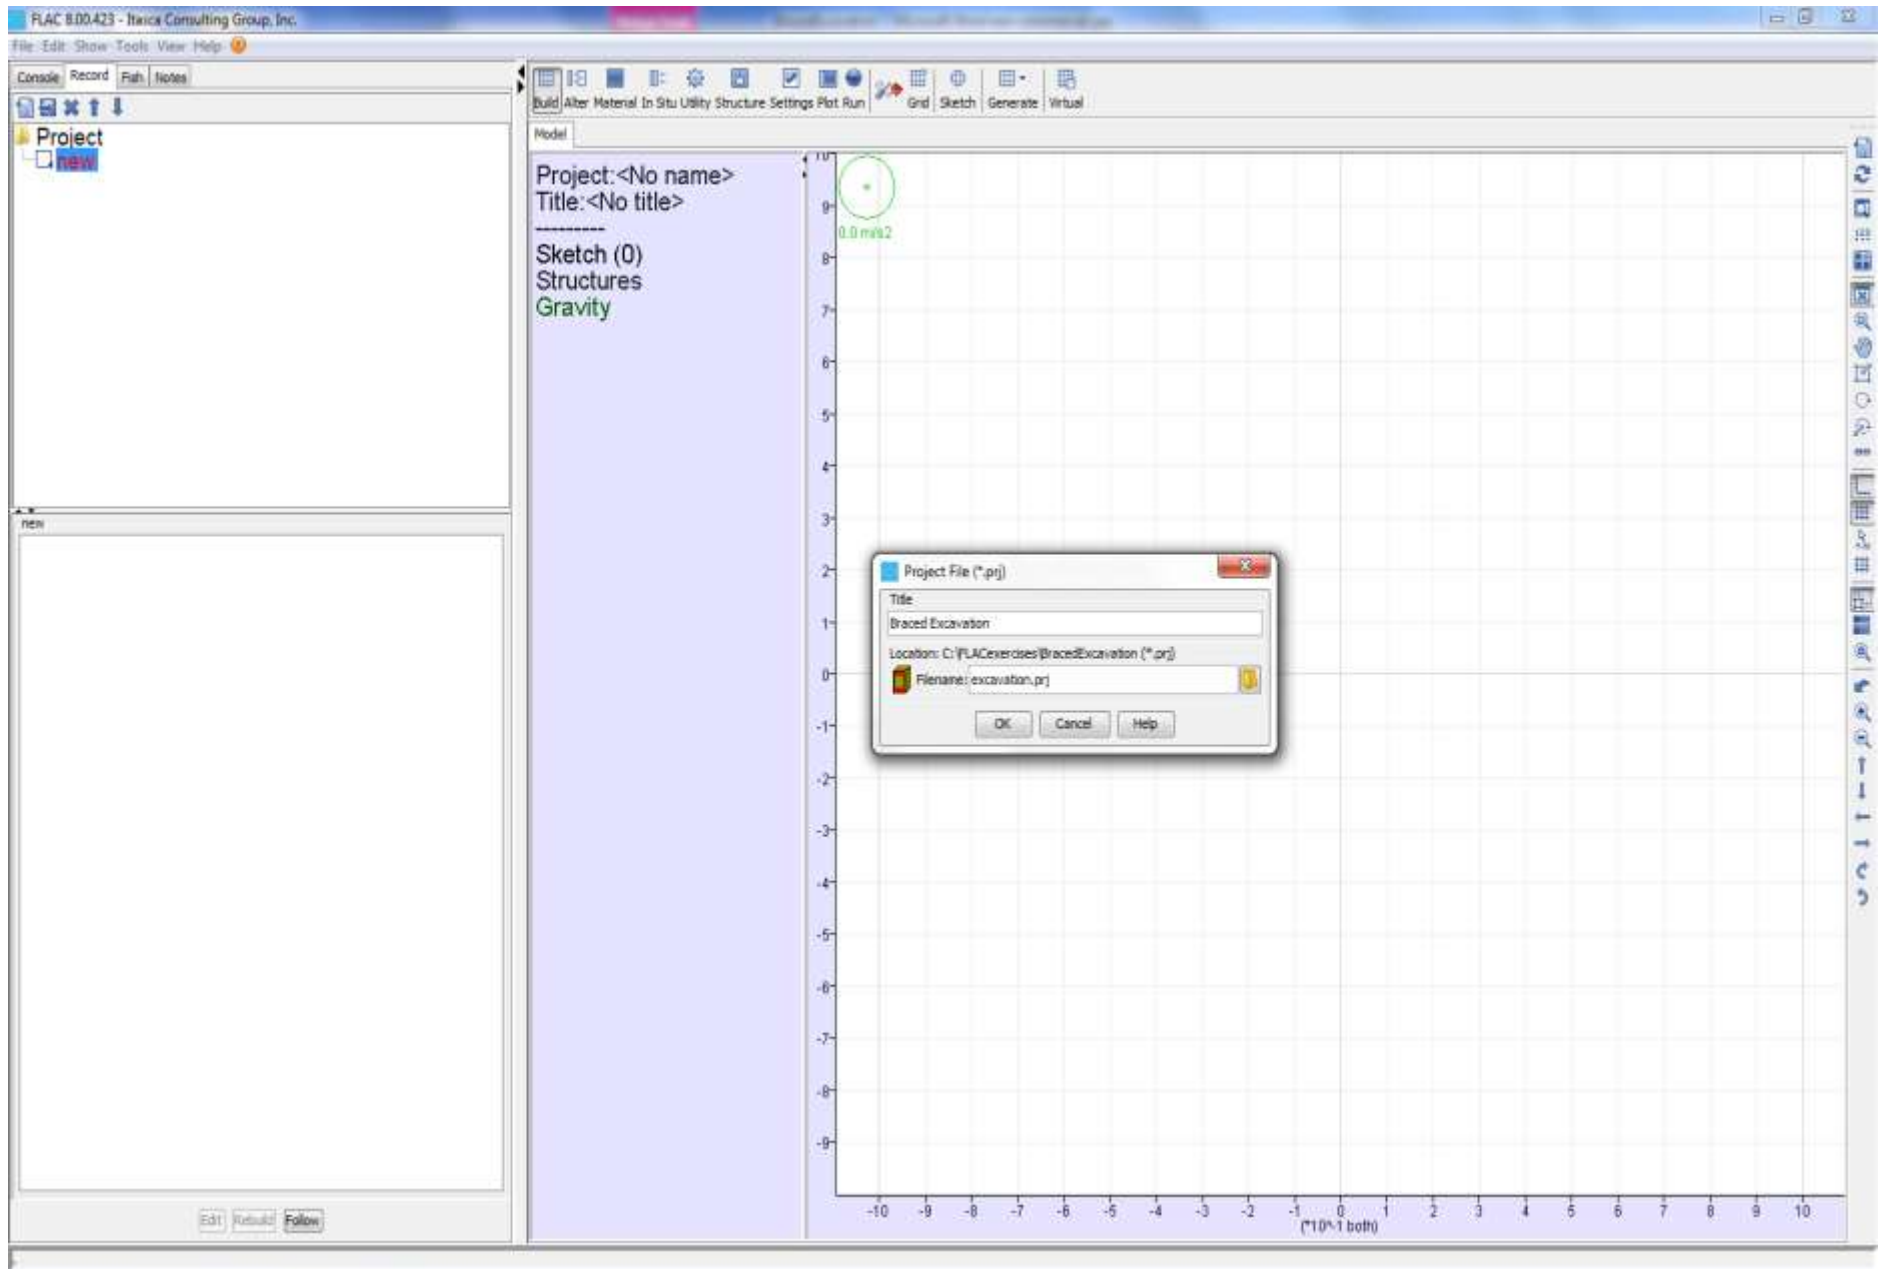 FLAC 8.00.423 - Itasca Consulting Group, Inc.
File Edit Show Tools View Help
Console Record Fish Notes
Project
new
new
Edit Rebuild Follow
Build Alter Material In Situ Utility Structure Settings Plot Run Grid Sketch Generate Virtual
Model
Project:<No name>
Title:<No title>
---------
Sketch (0)
Structures
Gravity
0.0 m/s2
10
9
8
7
6
5
4
3
2
1
0
-1
-2
-3
-4
-5
-6
-7
-8
-9
Project File (*.prj)
Title
Braced Excavation
Location: C:\FLACexercises\BracedExcavation (*.prj)
Filename: excavation.prj
OK Cancel Help
-10 -9 -8 -7 -6 -5 -4 -3 -2 -1 0 1 2 3 4 5 6 7 8 9 10
(*10^-1 both)